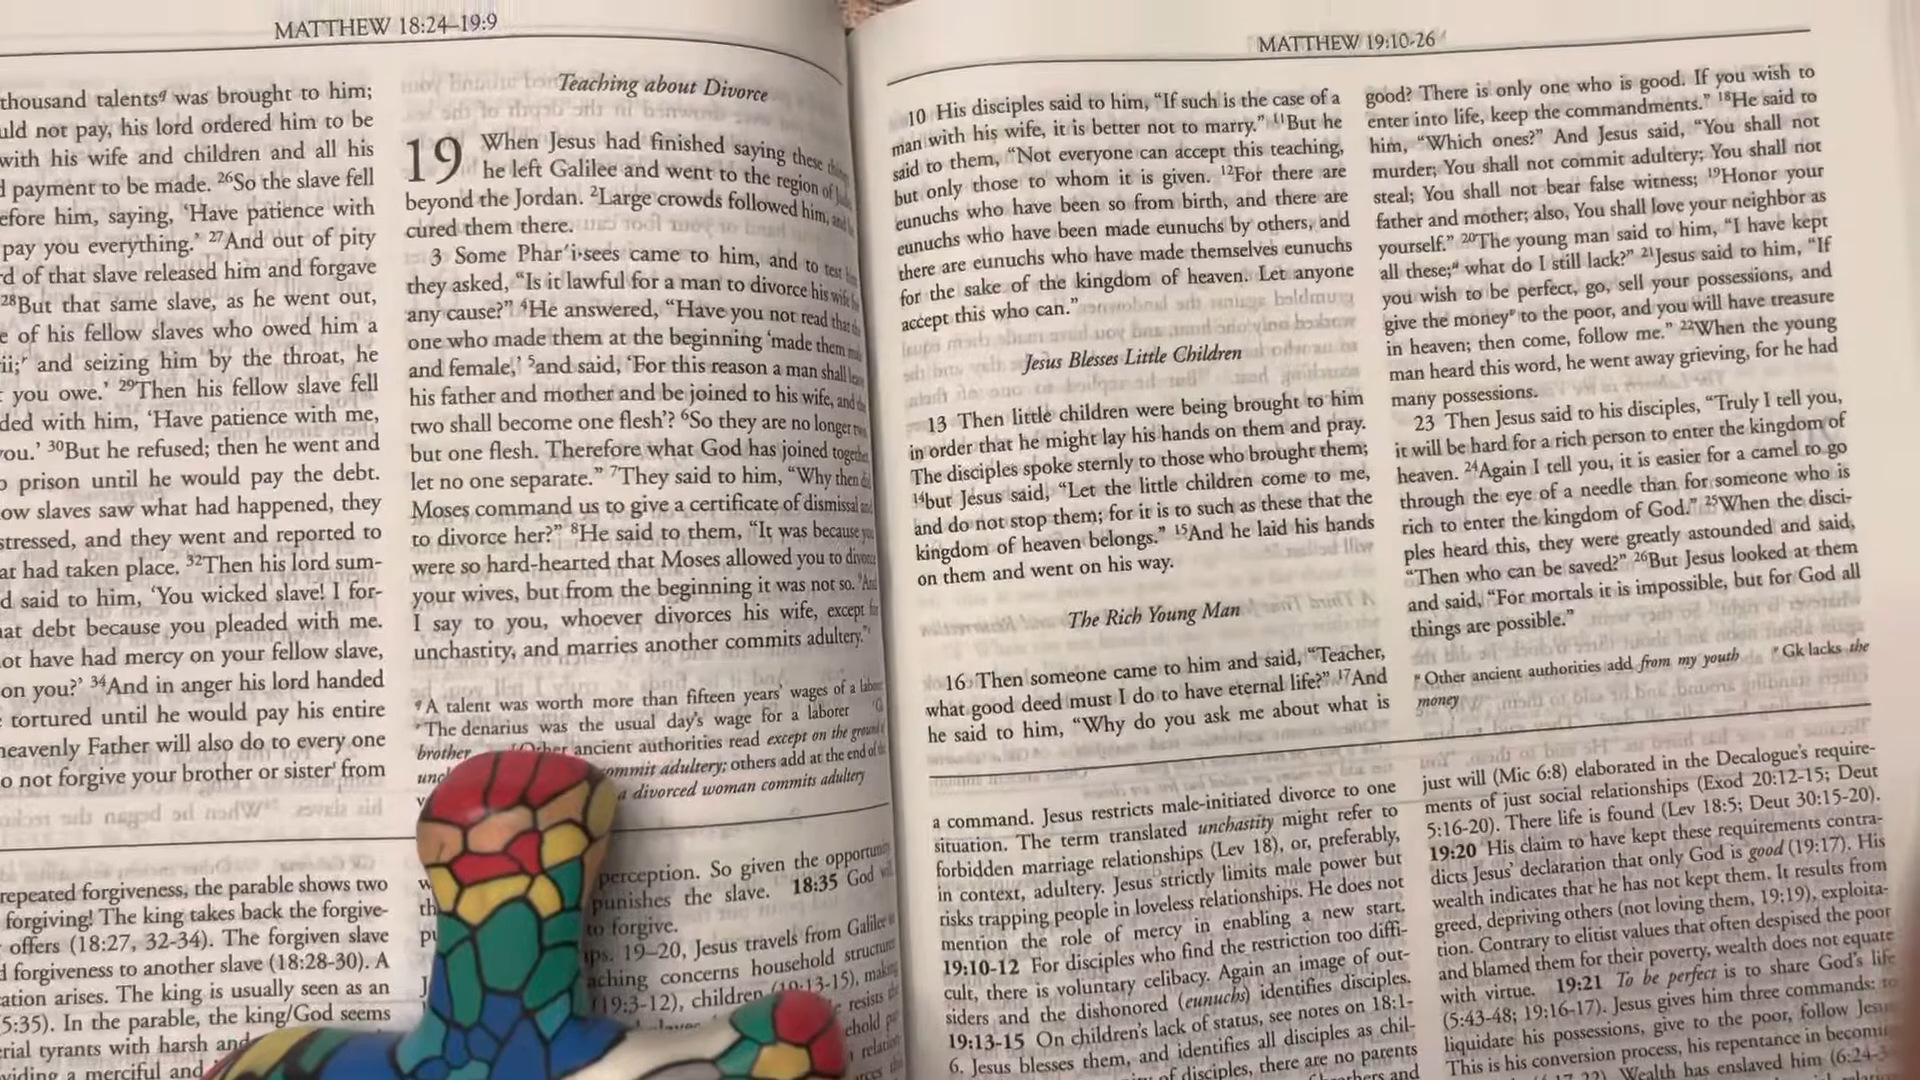 MATTHEW 18:24–19:9
thousand talents q was brought to him;
uld not pay, his lord ordered him to be
with his wife and children and all his
payment to be made. 26So the slave fell
efore him, saying, ‘Have patience with
pay you everything.’ 27And out of pity
rd of that slave released him and forgave
28But that same slave, as he went out,
e of his fellow slaves who owed him a
ii; r and seizing him by the throat, he
you owe.’ 29Then his fellow slave fell
ded with him, ‘Have patience with me,
ou.’ 30But he refused; then he went and
prison until he would pay the debt.
ow slaves saw what had happened, they
stressed, and they went and reported to
at had taken place. 32Then his lord sum-
d said to him, ‘You wicked slave! I for-
at debt because you pleaded with me.
ot have had mercy on your fellow slave,
on you?’ 34And in anger his lord handed
tortured until he would pay his entire
heavenly Father will also do to every one
o not forgive your brother or sister s from
repeated forgiveness, the parable shows two
forgiving! The king takes back the forgive-
offers (18:27, 32-34). The forgiven slave
forgiveness to another slave (18:28-30). A
ation arises. The king is usually seen as an
5:35). In the parable, the king/God seems
rial tyrants with harsh and
viding a merciful and
Teaching about Divorce
19 When Jesus had finished saying these
he left Galilee and went to the region of
beyond the Jordan. 2Large crowds followed him, and
cured them there.
3 Some Phar′i·sees came to him, and to test
they asked, “Is it lawful for a man to divorce his wife
any cause?” 4He answered, “Have you not read that
one who made them at the beginning ‘made them
and female,’ 5and said, ‘For this reason a man shall
his father and mother and be joined to his wife, and
two shall become one flesh’? 6So they are no longer
but one flesh. Therefore what God has joined together
let no one separate.” 7They said to him, “Why then
Moses command us to give a certificate of dismissal and
to divorce her?” 8He said to them, “It was because
were so hard-hearted that Moses allowed you to divorce
your wives, but from the beginning it was not so. 9And
I say to you, whoever divorces his wife, except
unchastity, and marries another commits adultery.” t
q A talent was worth more than fifteen years’ wages of a
r The denarius was the usual day’s wage for a laborer
brother Other ancient authorities read except on the ground
commit adultery; others add at the end of
a divorced woman commits adultery
perception. So given the
punishes the slave. 18:35 God
to forgive.
19–20, Jesus travels from Galilee
concerns household
(19:3-12), children (19:13-15),
resists
MATTHEW 19:10-26
10 His disciples said to him, “If such is the case of a
man with his wife, it is better not to marry.” 11But he
said to them, “Not everyone can accept this teaching,
but only those to whom it is given. 12For there are
eunuchs who have been so from birth, and there are
eunuchs who have been made eunuchs by others, and
there are eunuchs who have made themselves eunuchs
for the sake of the kingdom of heaven. Let anyone
accept this who can.”
Jesus Blesses Little Children
13 Then little children were being brought to him
in order that he might lay his hands on them and pray.
The disciples spoke sternly to those who brought them;
14but Jesus said, “Let the little children come to me,
and do not stop them; for it is to such as these that the
kingdom of heaven belongs.” 15And he laid his hands
on them and went on his way.
The Rich Young Man
16 Then someone came to him and said, “Teacher,
what good deed must I do to have eternal life?” 17And
he said to him, “Why do you ask me about what is
a command. Jesus restricts male-initiated divorce to one
situation. The term translated unchastity might refer to
forbidden marriage relationships (Lev 18), or, preferably,
in context, adultery. Jesus strictly limits male power but
risks trapping people in loveless relationships. He does not
mention the role of mercy in enabling a new start.
19:10-12 For disciples who find the restriction too diffi-
cult, there is voluntary celibacy. Again an image of out-
siders and the dishonored (eunuchs) identifies disciples.
19:13-15 On children’s lack of status, see notes on 18:1-
6. Jesus blesses them, and identifies all disciples as chil-
of disciples, there are no parents
good? There is only one who is good. If you wish to
enter into life, keep the commandments.” 18He said to
him, “Which ones?” And Jesus said, “You shall not
murder; You shall not commit adultery; You shall not
steal; You shall not bear false witness; 19Honor your
father and mother; also, You shall love your neighbor as
yourself.” 20The young man said to him, “I have kept
all these; u what do I still lack?” 21Jesus said to him, “If
you wish to be perfect, go, sell your possessions, and
give the money v to the poor, and you will have treasure
in heaven; then come, follow me.” 22When the young
man heard this word, he went away grieving, for he had
many possessions.
23 Then Jesus said to his disciples, “Truly I tell you,
it will be hard for a rich person to enter the kingdom of
heaven. 24Again I tell you, it is easier for a camel to go
through the eye of a needle than for someone who is
rich to enter the kingdom of God.” 25When the disci-
ples heard this, they were greatly astounded and said,
“Then who can be saved?” 26But Jesus looked at them
and said, “For mortals it is impossible, but for God all
things are possible.”
u Other ancient authorities add from my youth v Gk lacks the
money
just will (Mic 6:8) elaborated in the Decalogue’s require-
ments of just social relationships (Exod 20:12-15; Deut
5:16-20). There life is found (Lev 18:5; Deut 30:15-20).
19:20 His claim to have kept these requirements contra-
dicts Jesus’ declaration that only God is good (19:17). His
wealth indicates that he has not kept them. It results from
greed, depriving others (not loving them, 19:19), exploita-
tion. Contrary to elitist values that often despised the poor
and blamed them for their poverty, wealth does not equate
with virtue. 19:21 To be perfect is to share God’s life
(5:43-48; 19:16-17). Jesus gives him three commands: to
liquidate his possessions, give to the poor, follow Jesus
This is his conversion process, his repentance in
Wealth has enslaved him